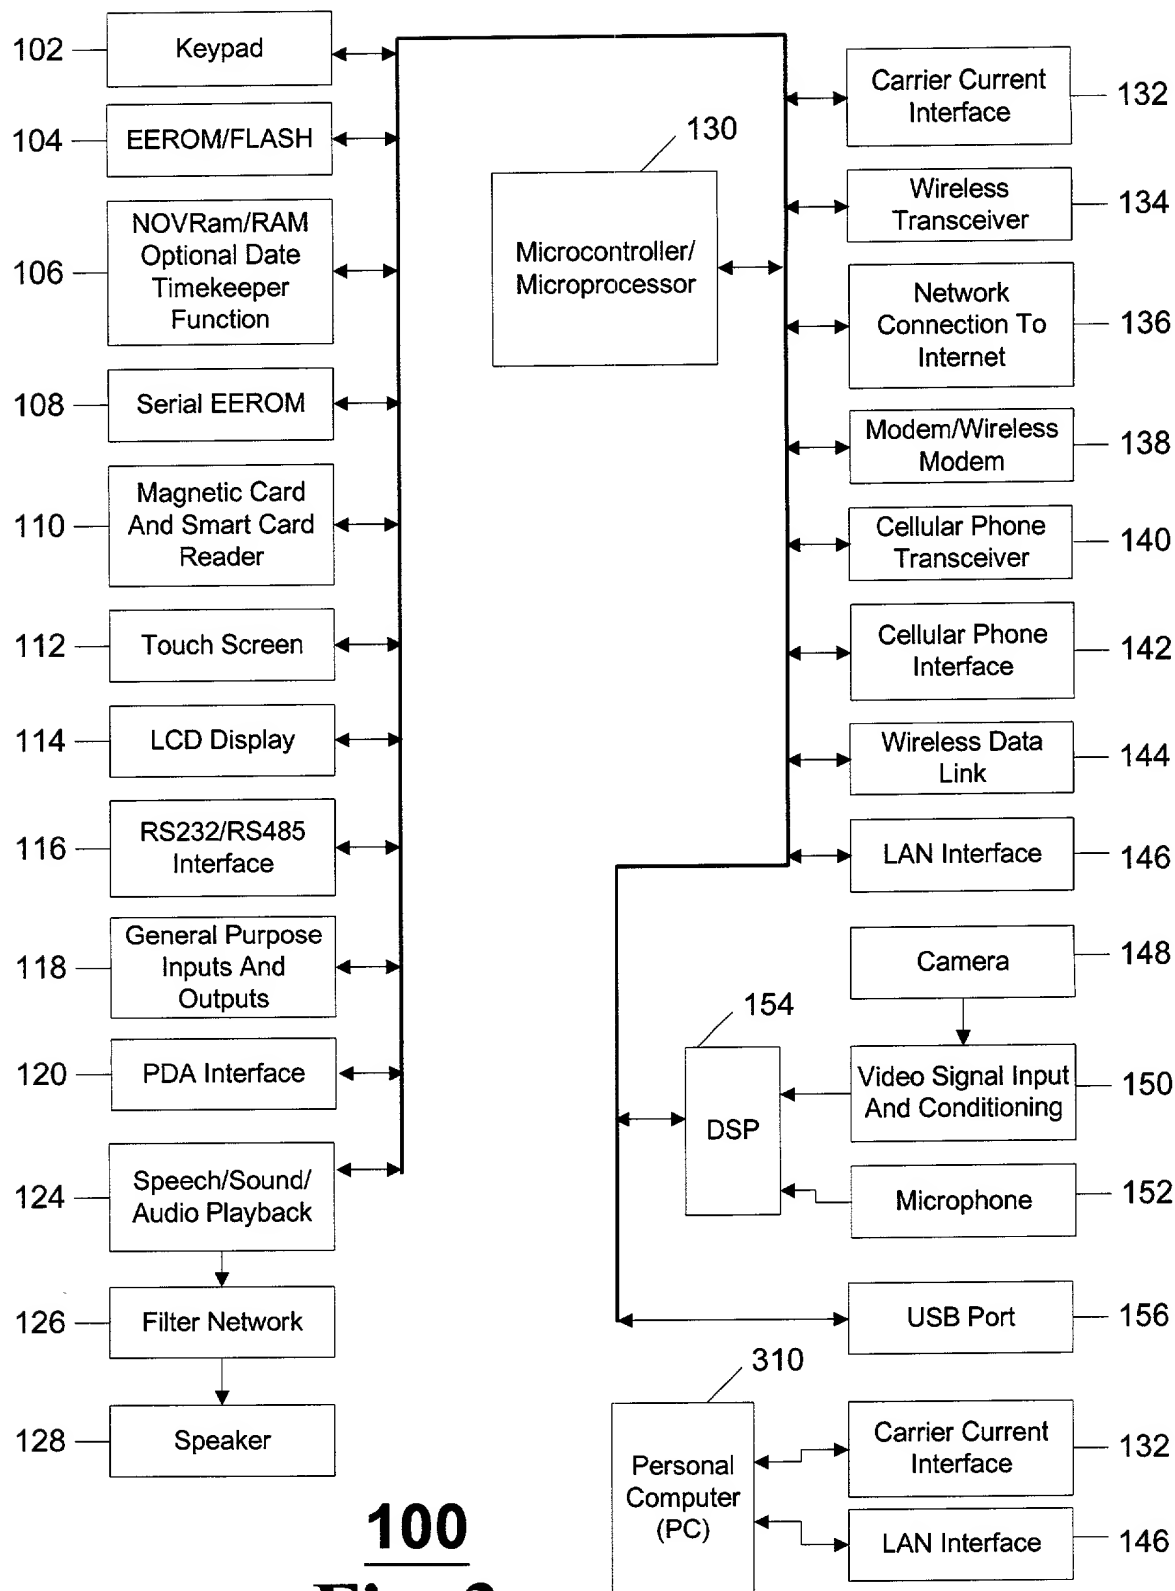 102
Keypad
104
EEROM/FLASH
106
NOVRam/RAM
Optional Date
Timekeeper
Function
108
Serial EEROM
110
Magnetic Card
And Smart Card
Reader
112
Touch Screen
114
LCD Display
116
RS232/RS485
Interface
118
General Purpose
Inputs And
Outputs
120
PDA Interface
124
Speech/Sound/
Audio Playback
126
Filter Network
128
Speaker
130
Microcontroller/
Microprocessor
Carrier Current
Interface
132
Wireless
Transceiver
134
Network
Connection To
Internet
136
Modem/Wireless
Modem
138
Cellular Phone
Transceiver
140
Cellular Phone
Interface
142
Wireless Data
Link
144
LAN Interface
146
Camera
148
154
DSP
Video Signal Input
And Conditioning
150
Microphone
152
USB Port
156
310
Personal
Computer
(PC)
Carrier Current
Interface
132
LAN Interface
146
100